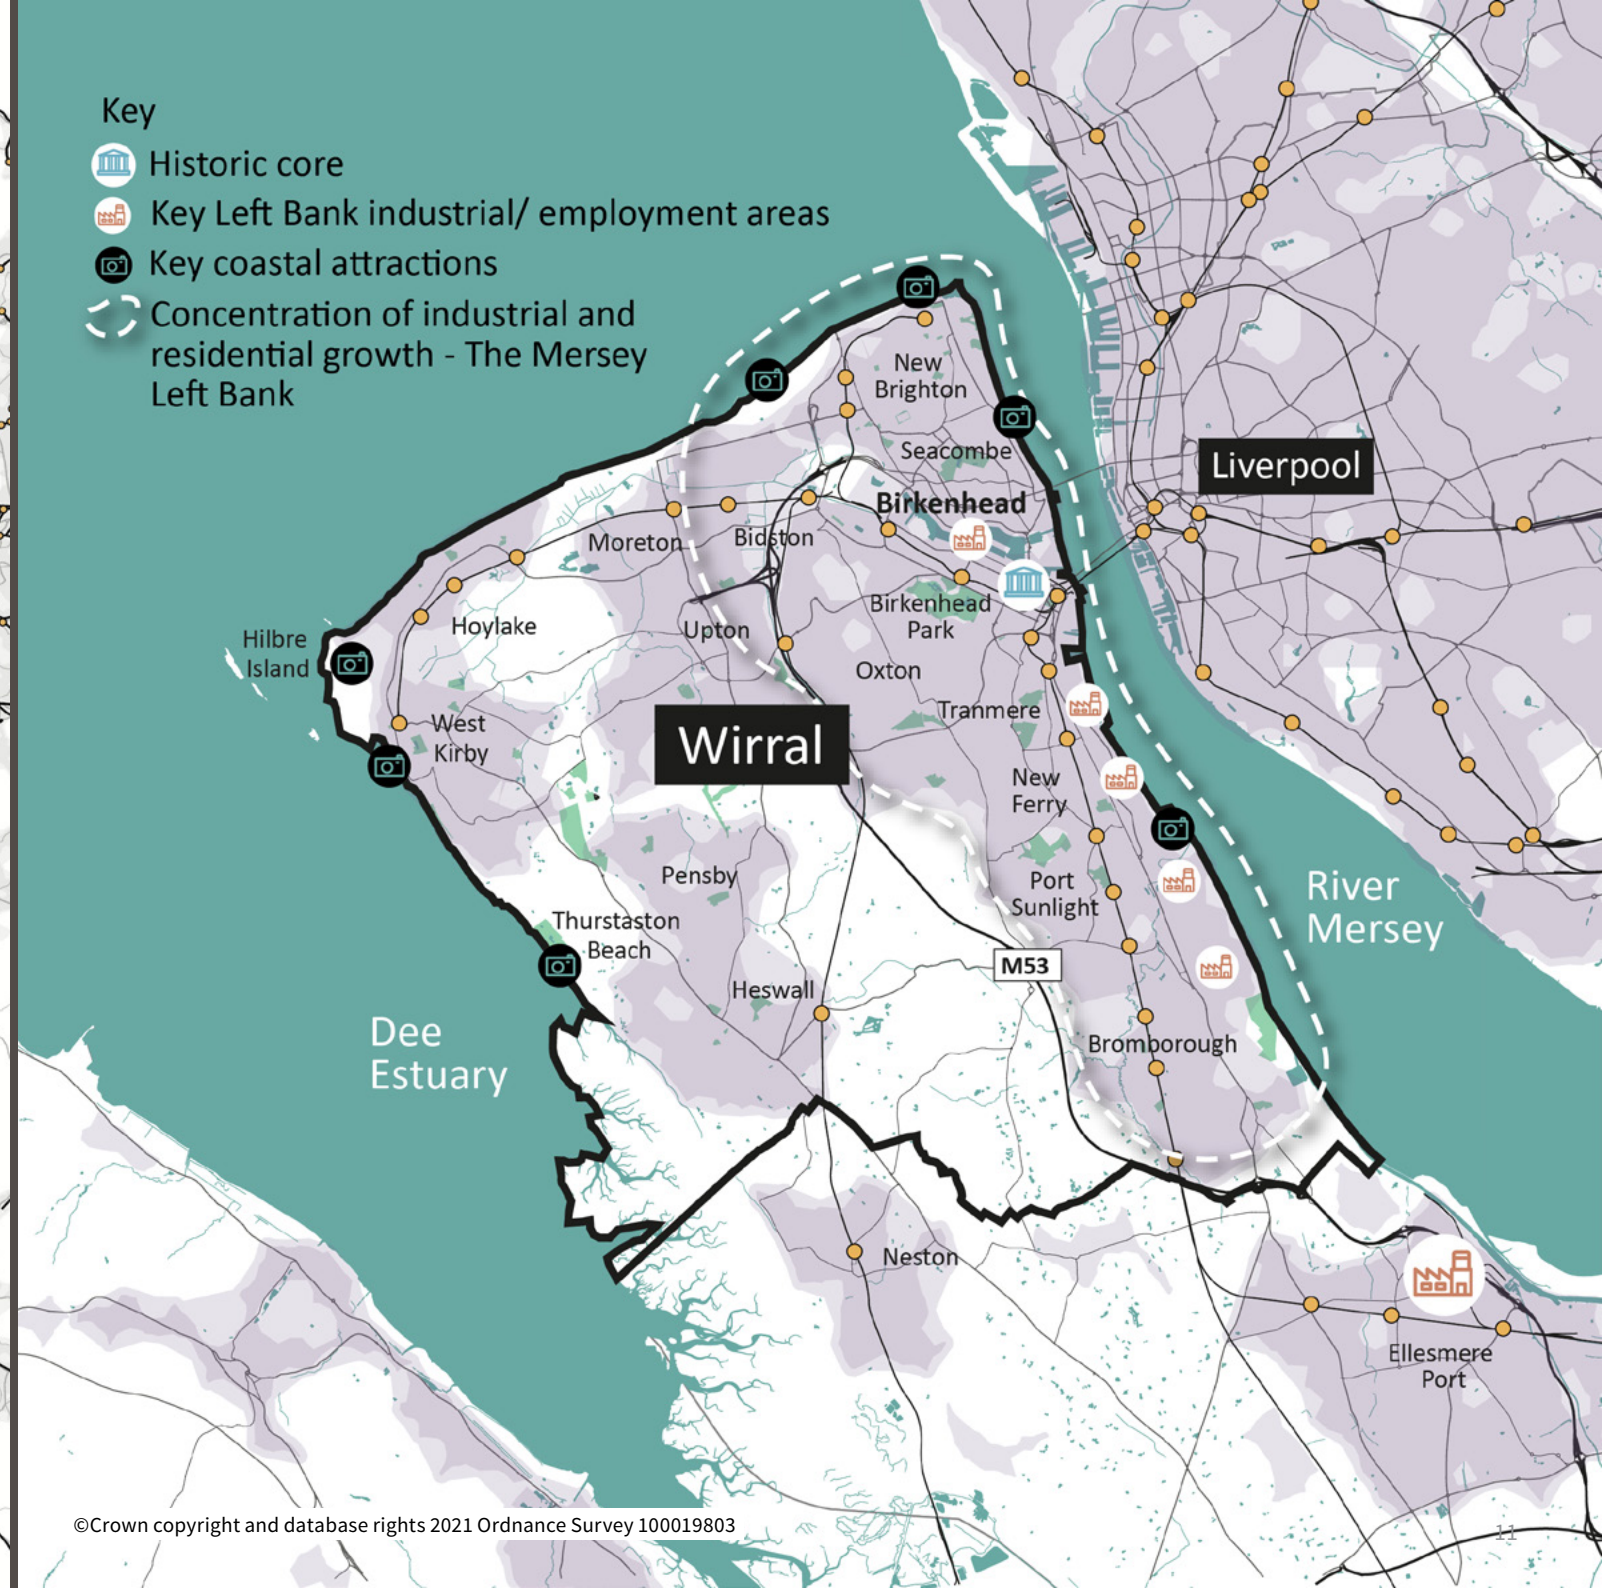 Key
Historic core
Key Left Bank industrial/ employment areas
Key coastal attractions
Concentration of industrial and
residential growth - The Mersey
Left Bank
New
Brighton
Seacombe
Liverpool
Birkenhead
Moreton
Bidston
Birkenhead
Park
Hoylake
Upton
Hilbre
Island
Oxton
West
Kirby
Tranmere
Wirral
New
Ferry
Pensby
Port
Sunlight
River
Mersey
Thurstaston
Beach
M53
Heswall
Dee
Estuary
Bromborough
Neston
Ellesmere
Port
©Crown copyright and database rights 2021 Ordnance Survey 100019803
11